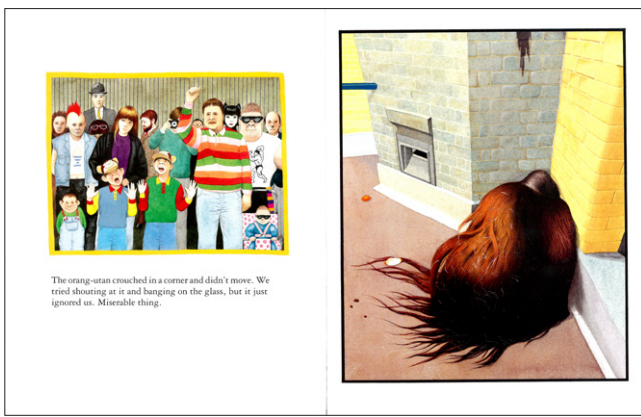 The orang-utan crouched in a corner and didn't move. We
tried shouting at it and banging on the glass, but it just
ignored us. Miserable thing.